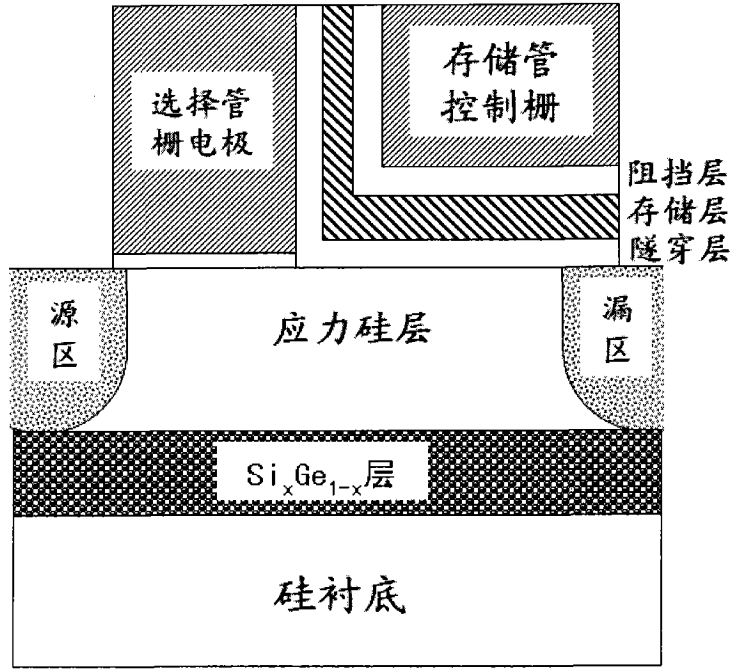 选择管
栅电极
存储管
控制栅
阻挡层
存储层
隧穿层
源
区
应力硅层
漏
区
SixGe1-x层
硅衬底